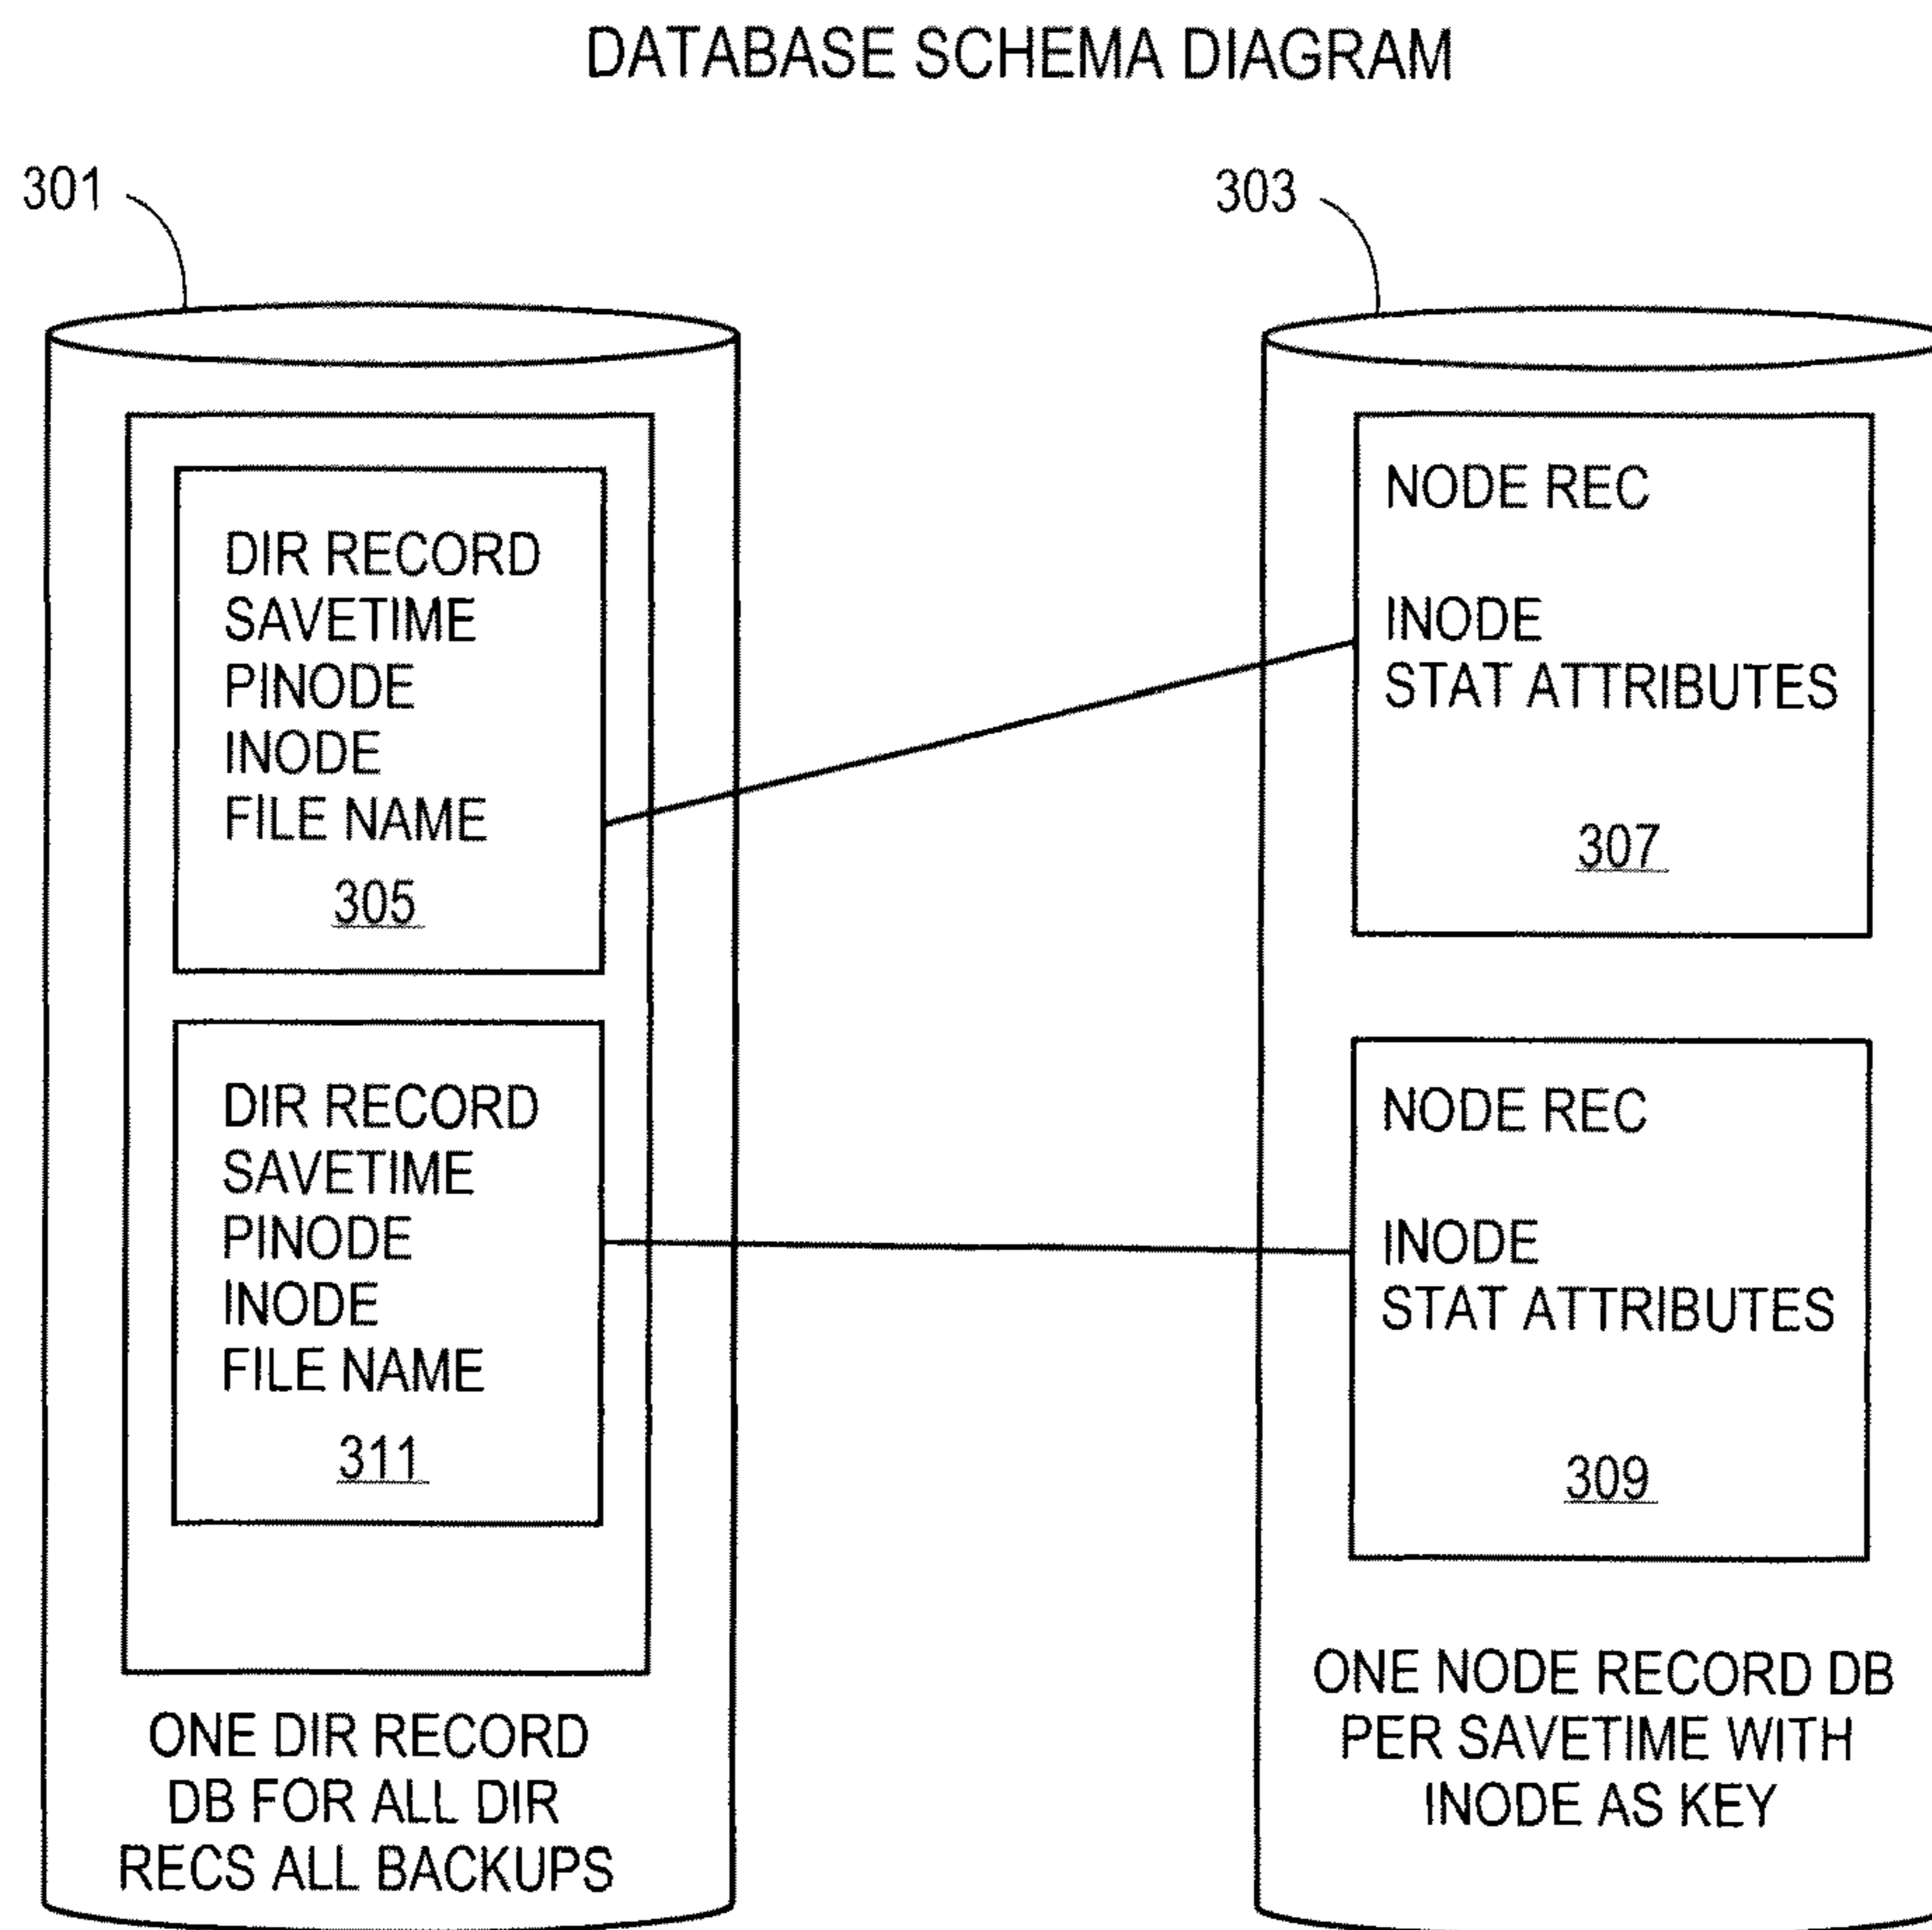 DATABASE SCHEMA DIAGRAM
301
303
DIR RECORD
SAVETIME
PINODE
INODE
FILE NAME
305
DIR RECORD
SAVETIME
PINODE
INODE
FILE NAME
311
ONE DIR RECORD
DB FOR ALL DIR
RECS ALL BACKUPS
NODE REC
INODE
STAT ATTRIBUTES
307
NODE REC
INODE
STAT ATTRIBUTES
309
ONE NODE RECORD DB
PER SAVETIME WITH
INODE AS KEY